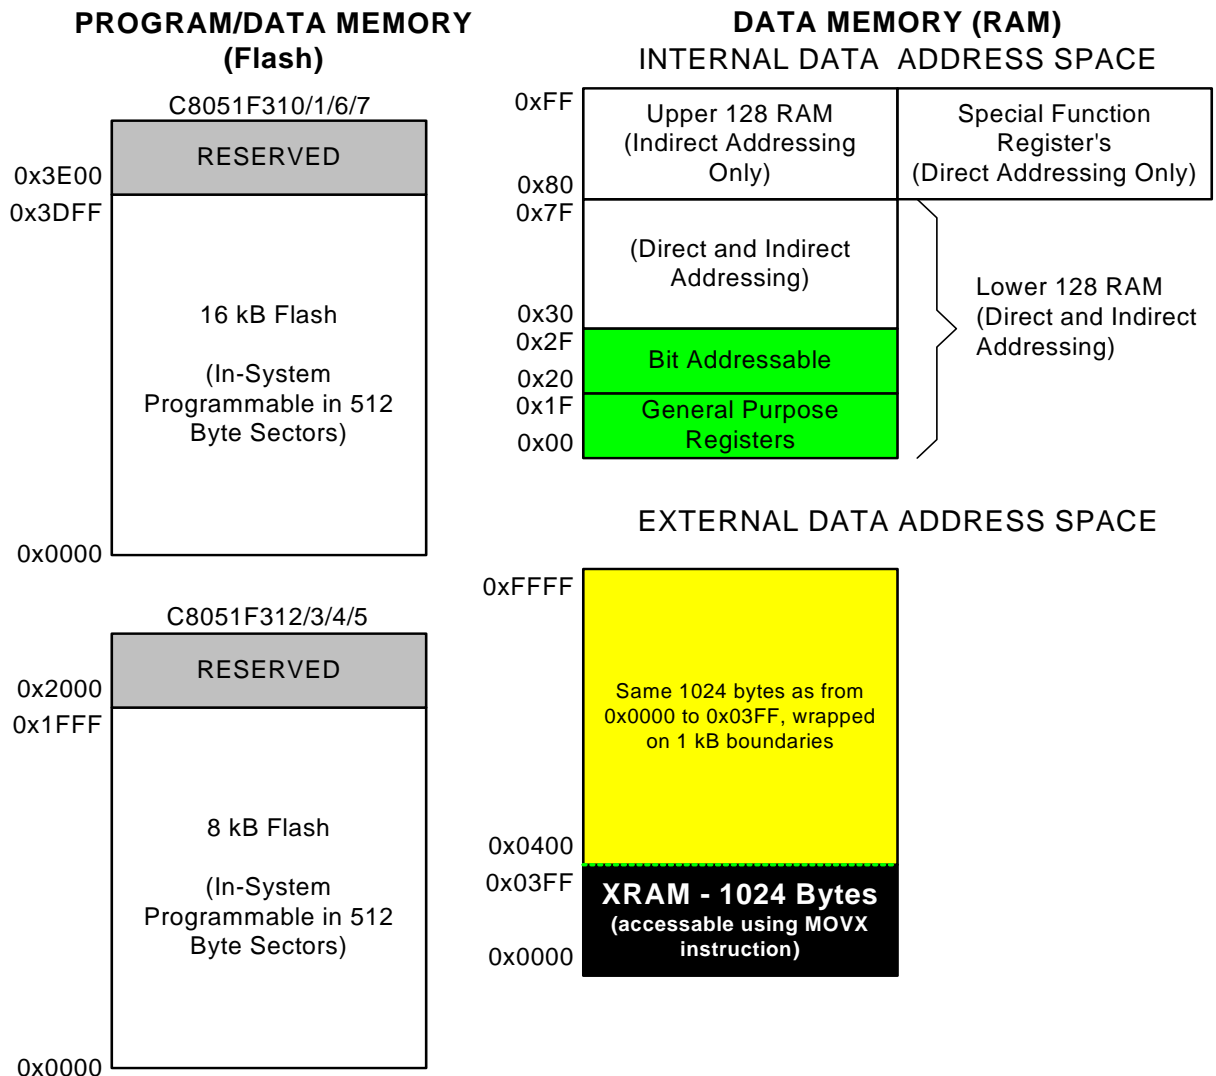 PROGRAM/DATA MEMORY
(Flash)
C8051F310/1/6/7
RESERVED
0x3E00
0x3DFF
16 kB Flash
(In-System
Programmable in 512
Byte Sectors)
0x0000
C8051F312/3/4/5
RESERVED
0x2000
0x1FFF
8 kB Flash
(In-System
Programmable in 512
Byte Sectors)
0x0000
DATA MEMORY (RAM)
INTERNAL DATA ADDRESS SPACE
0xFF
Upper 128 RAM
(Indirect Addressing
Only)
0x80
Special Function
Register's
(Direct Addressing Only)
0x7F
(Direct and Indirect
Addressing)
0x30
0x2F
Bit Addressable
0x20
0x1F
General Purpose
Registers
0x00
Lower 128 RAM
(Direct and Indirect
Addressing)
EXTERNAL DATA ADDRESS SPACE
0xFFFF
Same 1024 bytes as from
0x0000 to 0x03FF, wrapped
on 1 kB boundaries
0x0400
0x03FF
XRAM - 1024 Bytes
(accessable using MOVX
instruction)
0x0000